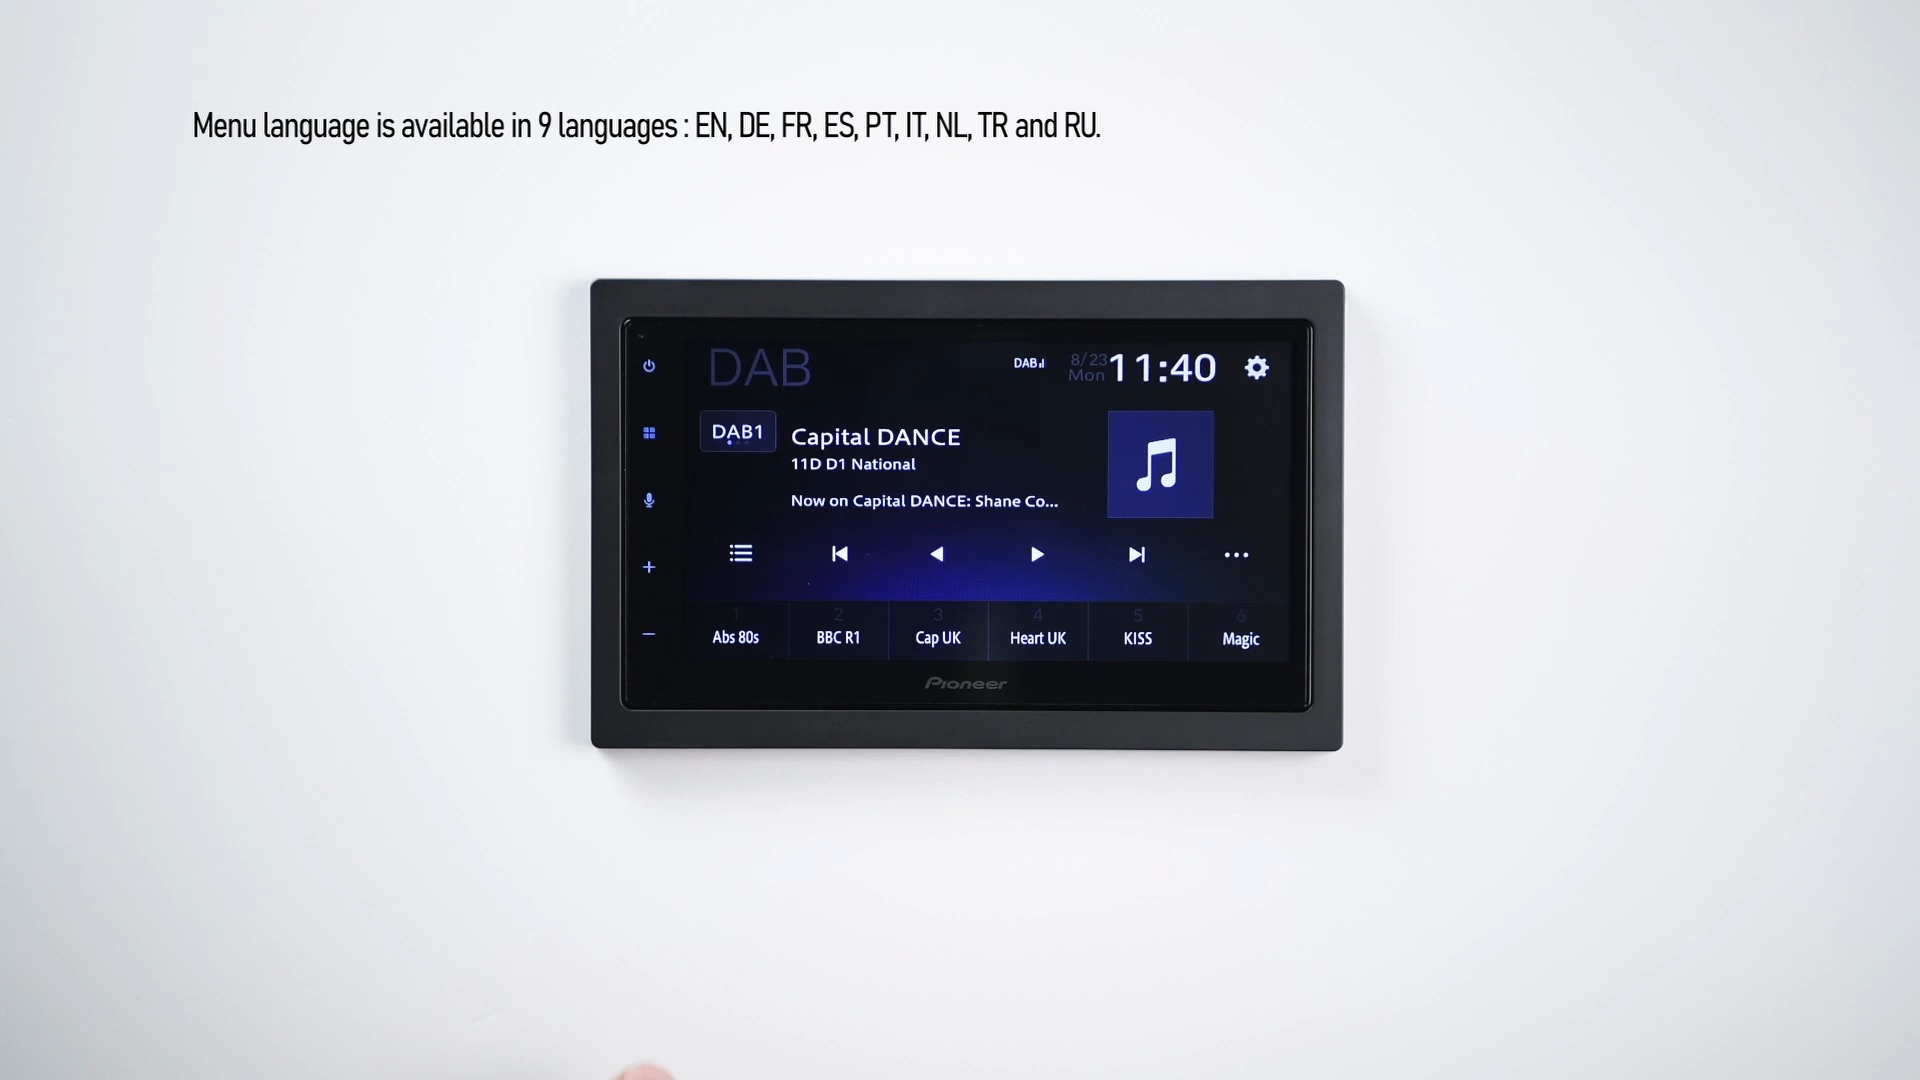 Menu language is available in 9 languages : EN, DE, FR, ES, PT, IT, NL, TR and RU.
DAB
DAB
8/23
Mon
11:40
DAB1
Capital DANCE
11D D1 National
Now on Capital DANCE: Shane Co...
1
2
3
4
5
6
Abs 80s
BBC R1
Cap UK
Heart UK
KISS
Magic
Pioneer